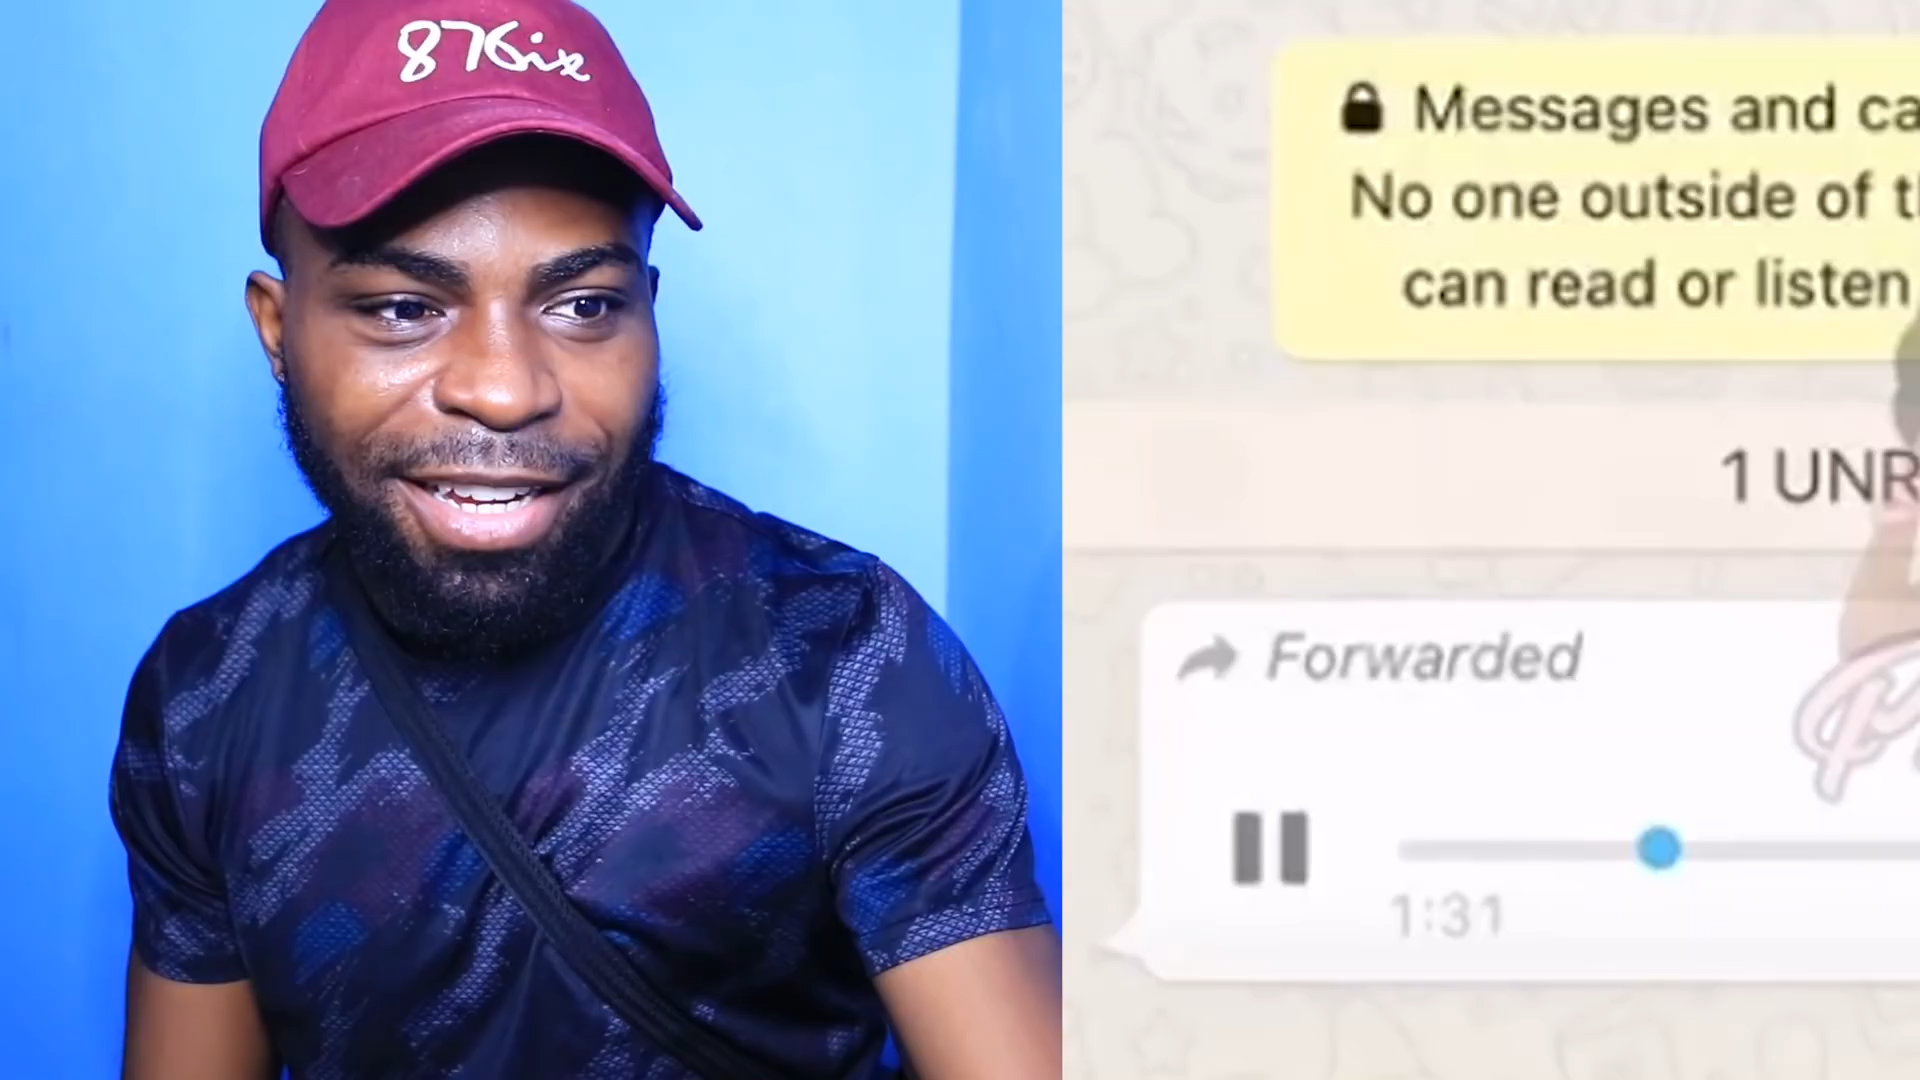 876ix
Messages and ca
No one outside of t
can read or listen
1 UNR
Forwarded
1:31